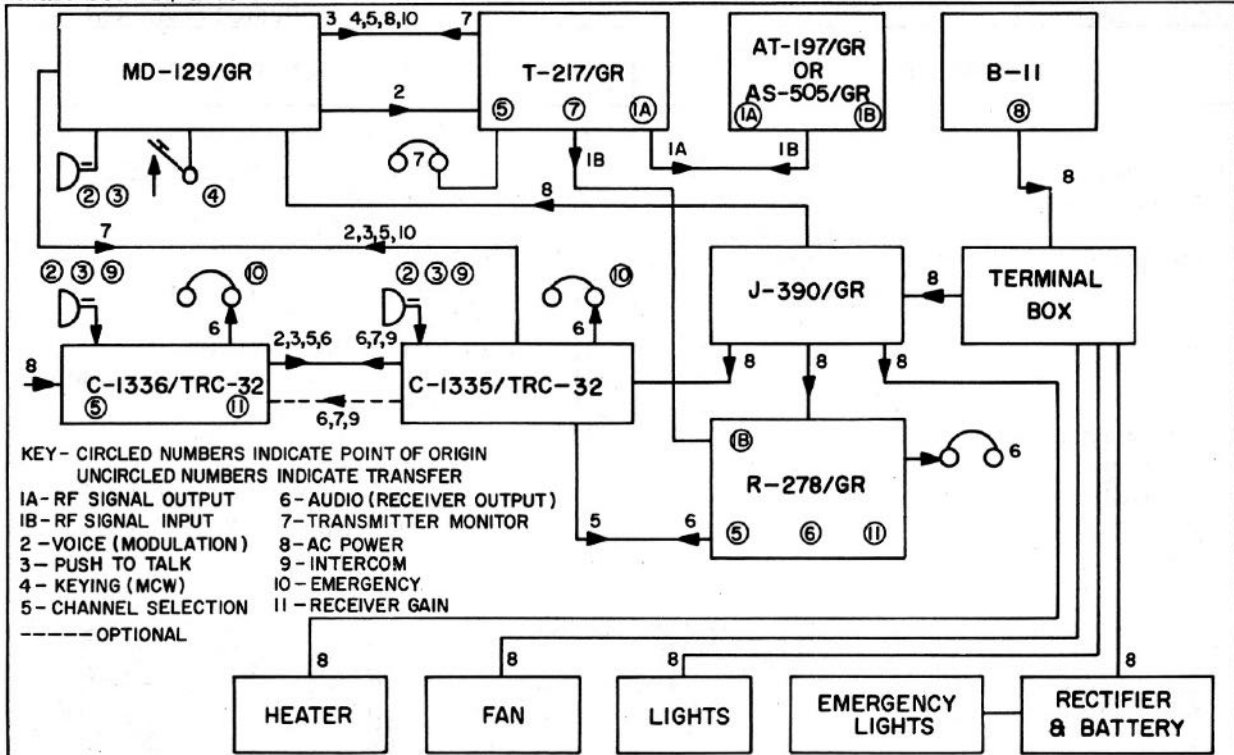 3 4,5,8,10 7
MD-129/GR
T-217/GR
AT-197/GR
OR
AS-505/GR
B-11
2
5 7 1A
1A 1B
8
1B
1A 1B
7
8
2 3
4
8
7
2,3,5,10
2 3 9
10
2 3 9
10
J-390/GR
8
TERMINAL
BOX
6
6
2,3,5,6 6,7,9
8
8 8 8
C-1336/TRC-32
C-1335/TRC-32
5 11
6,7,9
1B
6
R-278/GR
5 6
5 6 11
KEY - CIRCLED NUMBERS INDICATE POINT OF ORIGIN
UNCIRCLED NUMBERS INDICATE TRANSFER
1A - RF SIGNAL OUTPUT 6 - AUDIO (RECEIVER OUTPUT)
1B - RF SIGNAL INPUT 7 - TRANSMITTER MONITOR
2 - VOICE (MODULATION) 8 - AC POWER
3 - PUSH TO TALK 9 - INTERCOM
4 - KEYING (MCW) 10 - EMERGENCY
5 - CHANNEL SELECTION 11 - RECEIVER GAIN
------ OPTIONAL
8 8 8 8
HEATER
FAN
LIGHTS
EMERGENCY
LIGHTS
RECTIFIER
& BATTERY